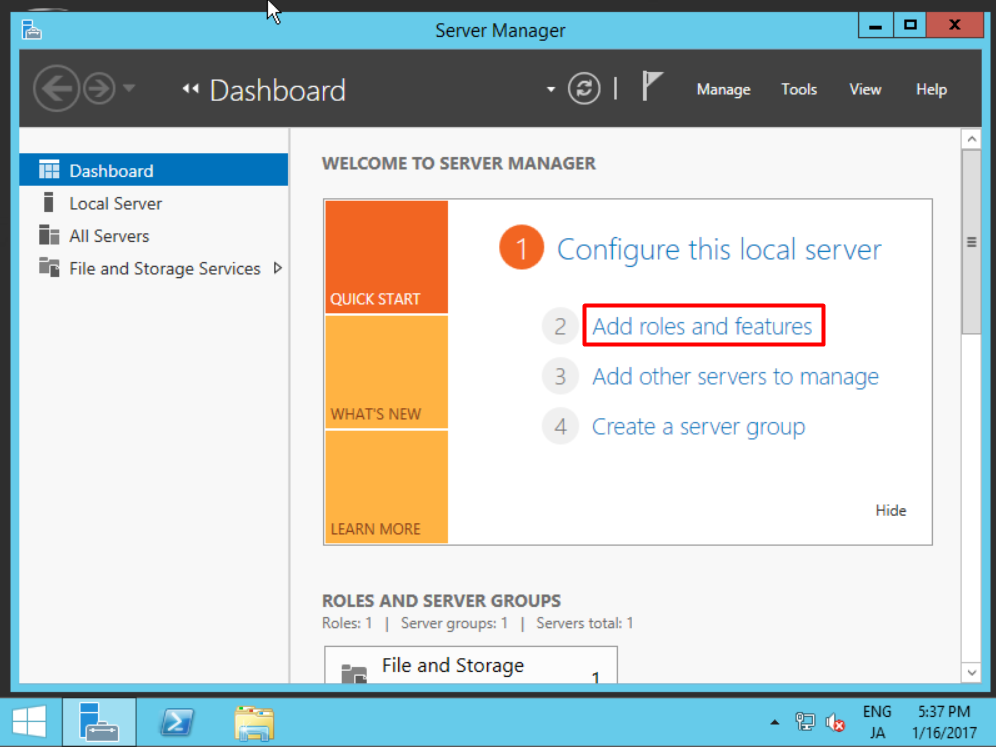 Server Manager
Dashboard
Manage Tools View Help
Dashboard
Local Server
All Servers
File and Storage Services
WELCOME TO SERVER MANAGER
QUICK START
WHAT'S NEW
LEARN MORE
1 Configure this local server
2 Add roles and features
3 Add other servers to manage
4 Create a server group
Hide
ROLES AND SERVER GROUPS
Roles: 1 | Server groups: 1 | Servers total: 1
File and Storage
1
ENG 5:37 PM
JA 1/16/2017